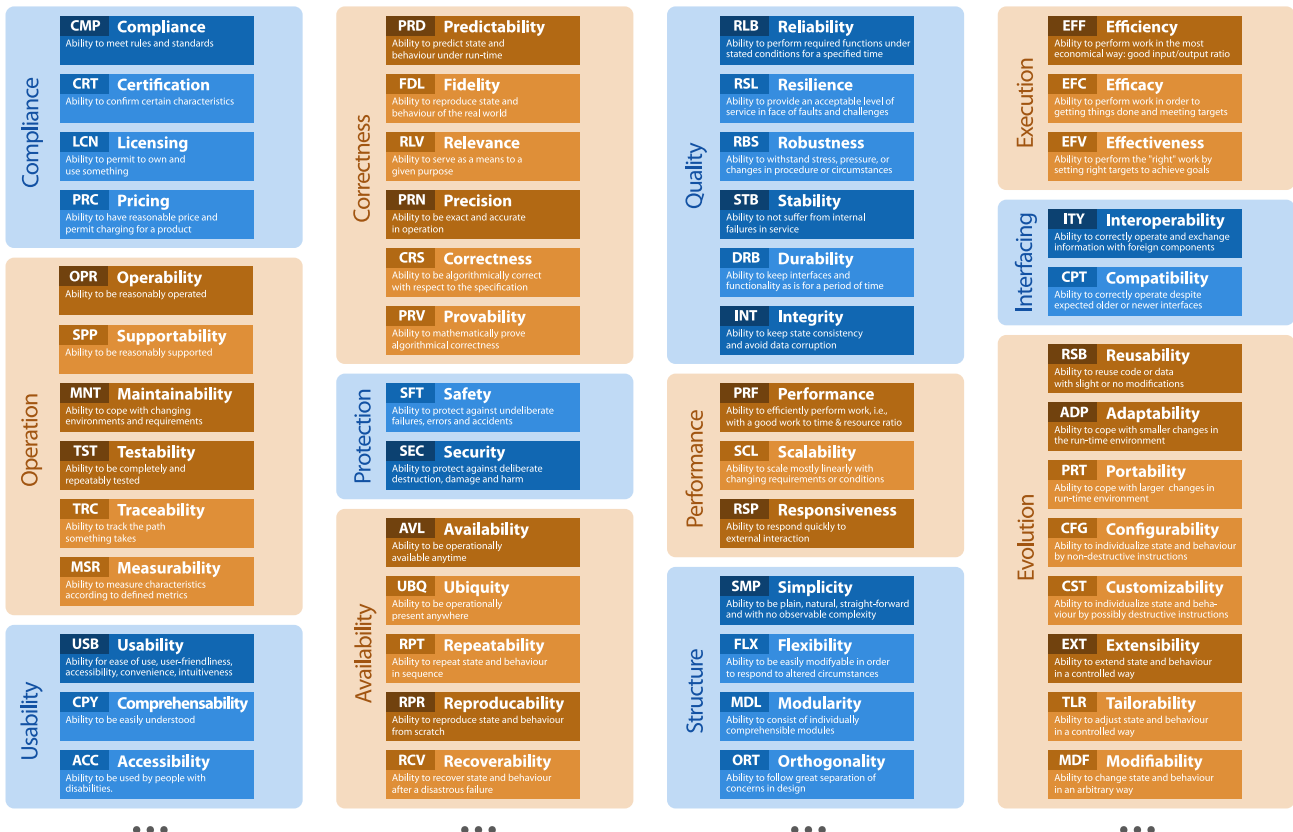 Compliance
CMP Compliance
Ability to meet rules and standards
CRT Certification
Ability to confirm certain characteristics
LCN Licensing
Ability to permit to own and
use something
PRC Pricing
Ability to have reasonable price and
permit charging for a product
Operation
OPR Operability
Ability to be reasonably operated
SPP Supportability
Ability to be reasonably supported
MNT Maintainability
Ability to cope with changing
environments and requirements
TST Testability
Ability to be completely and
repeatably tested
TRC Traceability
Ability to track the path
something takes
MSR Measurability
Ability to measure characteristics
according to defined metrics
Usability
USB Usability
Ability for ease of use, user-friendliness,
accessibility, convenience, intuitiveness
CPY Comprehensability
Ability to be easily understood
ACC Accessibility
Ability to be used by people with
disabilities.
...
Correctness
PRD Predictability
Ability to predict state and
behaviour under run-time
FDL Fidelity
Ability to reproduce state and
behaviour of the real world
RLV Relevance
Ability to serve as a means to a
given purpose
PRN Precision
Ability to be exact and accurate
in operation
CRS Correctness
Ability to be algorithmically correct
with respect to the specification
PRV Provability
Ability to mathematically prove
algorithmical correctness
Protection
SFT Safety
Ability to protect against undeliberate
failures, errors and accidents
SEC Security
Ability to protect against deliberate
destruction, damage and harm
Availability
AVL Availability
Ability to be operationally
available anytime
UBQ Ubiquity
Ability to be operationally
present anywhere
RPT Repeatability
Ability to repeat state and behaviour
in sequence
RPR Reproducability
Ability to reproduce state and behaviour
from scratch
RCV Recoverability
Ability to recover state and behaviour
after a disastrous failure
...
Quality
RLB Reliability
Ability to perform required functions under
stated conditions for a specified time
RSL Resilience
Ability to provide an acceptable level of
service in face of faults and challenges
RBS Robustness
Ability to withstand stress, pressure, or
changes in procedure or circumstances
STB Stability
Ability to not suffer from internal
failures in service
DRB Durability
Ability to keep interfaces and
functionality as is for a period of time
INT Integrity
Ability to keep state consistency
and avoid data corruption
Performance
PRF Performance
Ability to efficiently perform work, i.e.,
with a good work to time & resource ratio
SCL Scalability
Ability to scale mostly linearly with
changing requirements or conditions
RSP Responsiveness
Ability to respond quickly to
external interaction
Structure
SMP Simplicity
Ability to be plain, natural, straight-forward
and with no observable complexity
FLX Flexibility
Ability to be easily modifyable in order
to respond to altered circumstances
MDL Modularity
Ability to consist of individually
comprehensible modules
ORT Orthogonality
Ability to follow great separation of
concerns in design
...
Execution
EFF Efficiency
Ability to perform work in the most
economical way: good input/output ratio
EFC Efficacy
Ability to perform work in order to
getting things done and meeting targets
EFV Effectiveness
Ability to perform the "right" work by
setting right targets to achieve goals
Interfacing
ITY Interoperability
Ability to correctly operate and exchange
information with foreign components
CPT Compatibility
Ability to correctly operate despite
expected older or newer interfaces
Evolution
RSB Reusability
Ability to reuse code or data
with slight or no modifications
ADP Adaptability
Ability to cope with smaller changes in
the run-time environment
PRT Portability
Ability to cope with larger changes in
run-time environment
CFG Configurability
Ability to individualize state and behaviour
by non-destructive instructions
CST Customizability
Ability to individualize state and beha-
viour by possibly destructive instructions
EXT Extensibility
Ability to extend state and behaviour
in a controlled way
TLR Tailorability
Ability to adjust state and behaviour
in a controlled way
MDF Modifiability
Ability to change state and behaviour
in an arbitrary way
...